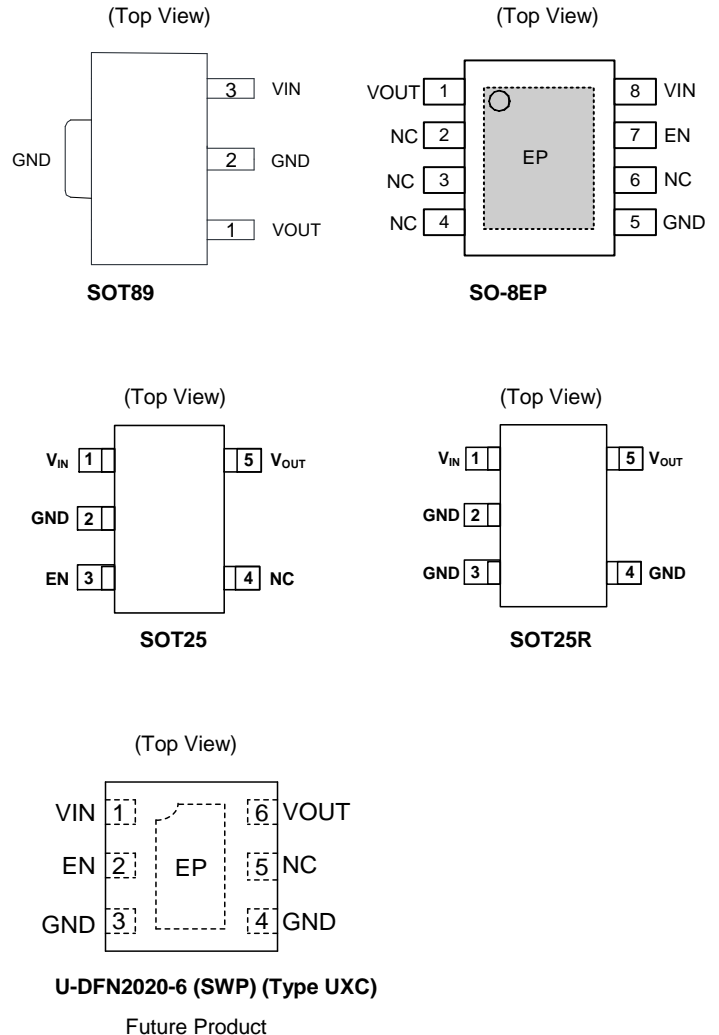 (Top View)
3 VIN
GND
2 GND
1 VOUT
SOT89
(Top View)
VOUT 1
8 VIN
NC 2
7 EN
EP
NC 3
6 NC
NC 4
5 GND
SO-8EP
(Top View)
VIN 1
5 VOUT
GND 2
EN 3
4 NC
SOT25
(Top View)
VIN 1
5 VOUT
GND 2
GND 3
4 GND
SOT25R
(Top View)
VIN 1
6 VOUT
EN 2
EP
5 NC
GND 3
4 GND
U-DFN2020-6 (SWP) (Type UXC)
Future Product